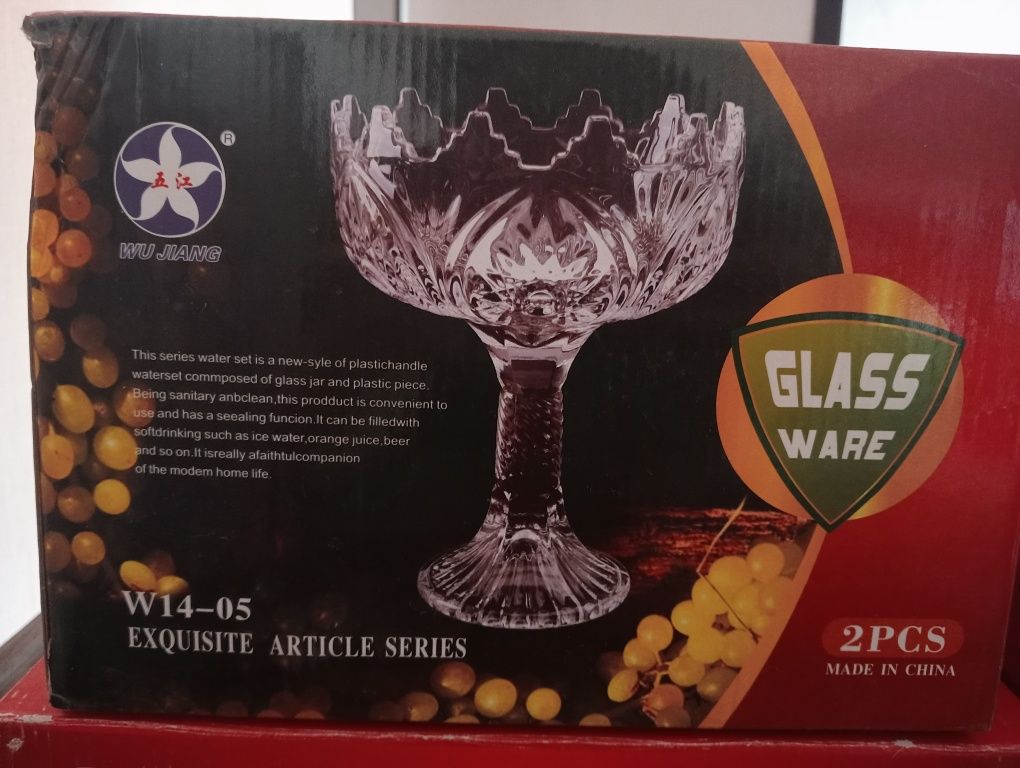 ®
五江
WU JIANG
This series water set is a new-syle of plastichandle
waterset commposed of glass jar and plastic piece.
Being sanitary anbclean,this prodduct is convenient to
use and has a seealing funcion.It can be filledwith
softdrinking such as ice water,orange juice,beer
and so on.It isreally afaithtulcompanion
of the modem home life.
GLASS
WARE
W14-05
EXQUISITE ARTICLE SERIES
2PCS
MADE IN CHINA